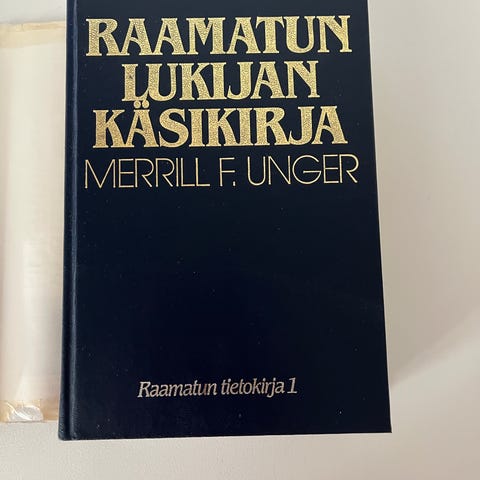 RAAMATUN
LUKIJAN
KÄSIKIRJA
MERRILL F. UNGER
Raamatun tietokirja 1